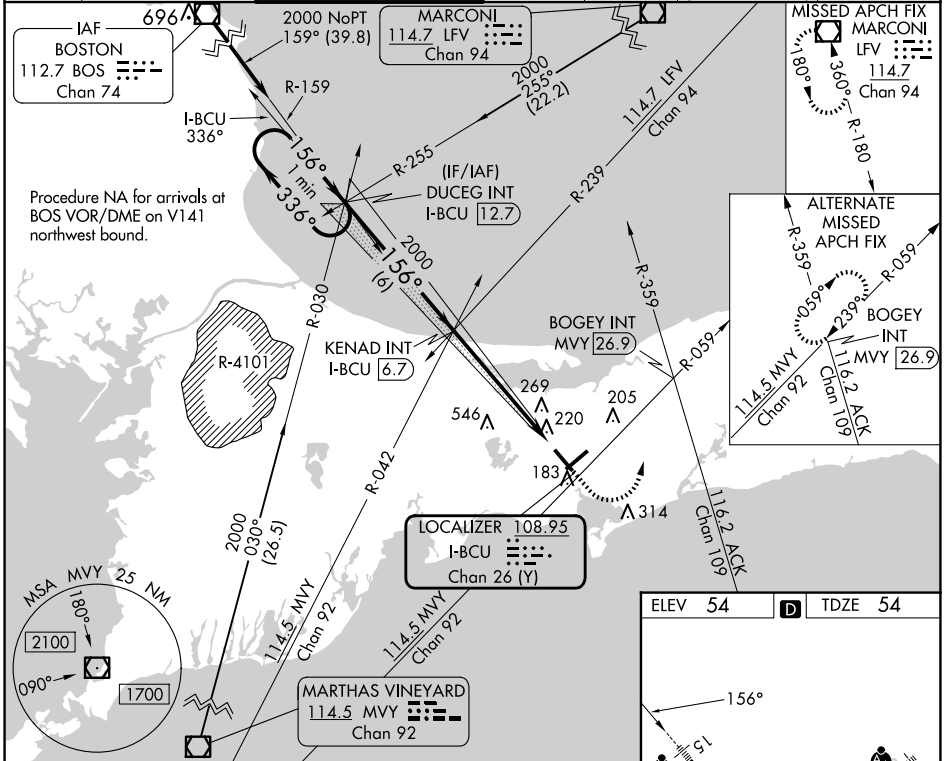 696
IAF
BOSTON
112.7 BOS
Chan 74
2000 NoPT
159° (39.8)
MARCONI
114.7 LFV
Chan 94
MISSED APCH FIX
MARCONI
LFV
114.7
Chan 94
180°
360°
R-180
R-159
I-BCU
336°
2000
255°
(22.2)
114.7 LFV
Chan 94
R-255
R-239
156°
1 min
336°
(IF/IAF)
DUCEG INT
I-BCU 12.7
Procedure NA for arrivals at
BOS VOR/DME on V141
northwest bound.
ALTERNATE
MISSED
APCH FIX
R-359
R-059
059°
239°
BOGEY
INT
MVY 26.9
114.5 MVY
Chan 92
116.2 ACK
Chan 109
2000
156°
(6)
R-030
R-4101
KENAD INT
I-BCU 6.7
R-359
BOGEY INT
MVY 26.9
R-059
269
220
205
546
183
314
R-042
2000
030°
(26.5)
LOCALIZER 108.95
I-BCU
Chan 26 (Y)
116.2 ACK
Chan 109
MSA MVY 25 NM
180°
2100
090°
1700
114.5 MVY
Chan 92
114.5 MVY
Chan 92
MARTHAS VINEYARD
114.5 MVY
Chan 92
ELEV 54
D
TDZE 54
156°
15